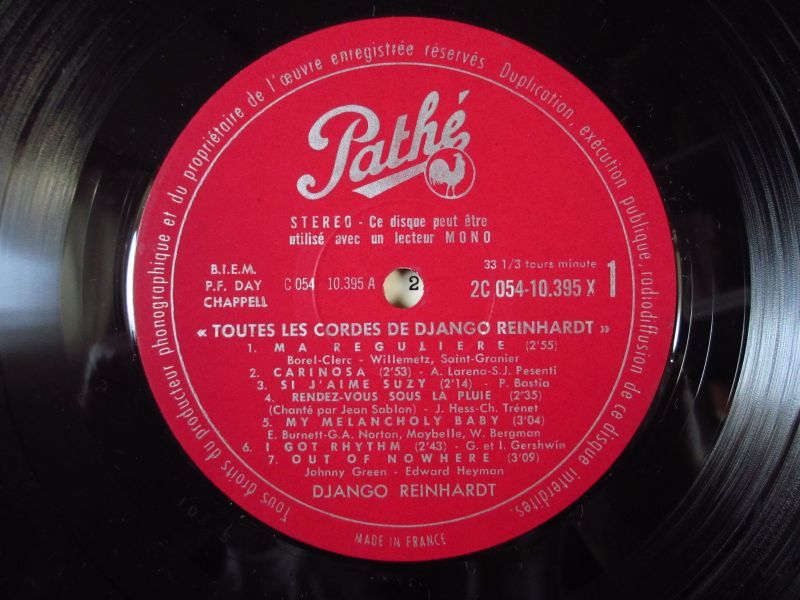 Tous droits du producteur phonographique et du propriétaire de l'œuvre enregistrée réservés Duplication, exécution publique, radiodiffusion de ce disque interdites.
Pathé
STEREO - Ce disque peut être
utilisé avec un lecteur MONO
B.I.E.M.
P.F. DAY
CHAPPELL
C 054 - 10.395 A
2
33 1/3 tours minute
2C 054-10.395 X
1
« TOUTES LES CORDES DE DJANGO REINHARDT »
1. MA REGULIERE (2'55)
Borel-Clerc - Willemetz, Saint-Granier
2. CARINOSA (2'53) - A. Larena-S.J. Pesenti
3. SI J'AIME SUZY (2'14) - P. Bastia
4. RENDEZ-VOUS SOUS LA PLUIE (2'35)
(Chanté par Jean Sablon) - J. Hess-Ch. Trénet
5. MY MELANCHOLY BABY (3'04)
E. Burnett-G.A. Norton, Maybelle, W. Bergman
6. I GOT RHYTHM (2'43) - G. et I. Gershwin
7. OUT OF NOWHERE (3'09)
Johnny Green - Edward Heyman
DJANGO REINHARDT
MADE IN FRANCE